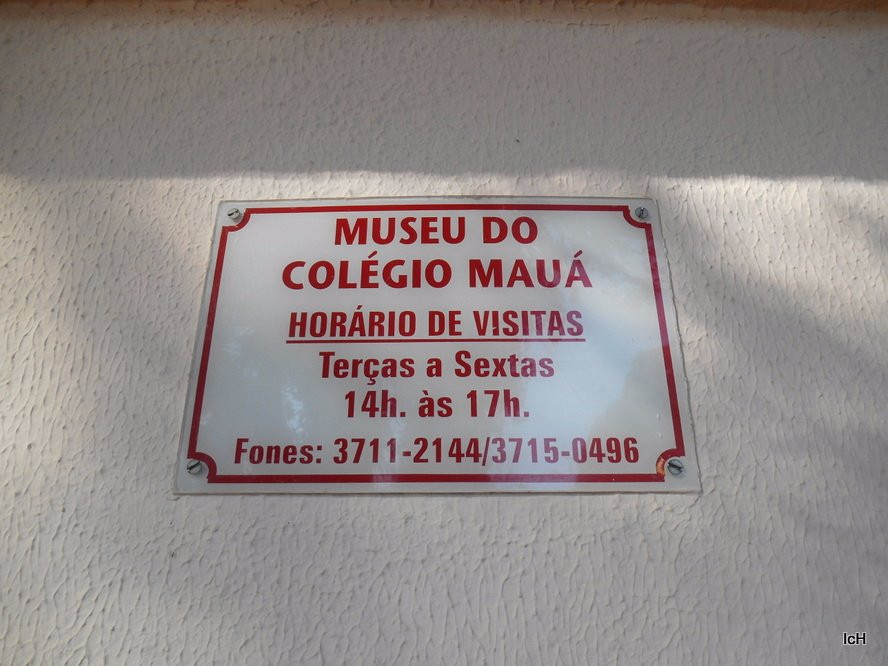 MUSEU DO
COLÉGIO MAUÁ
HORÁRIO DE VISITAS
Terças a Sextas
14h. às 17h.
Fones: 3711-2144/3715-0496
IcH